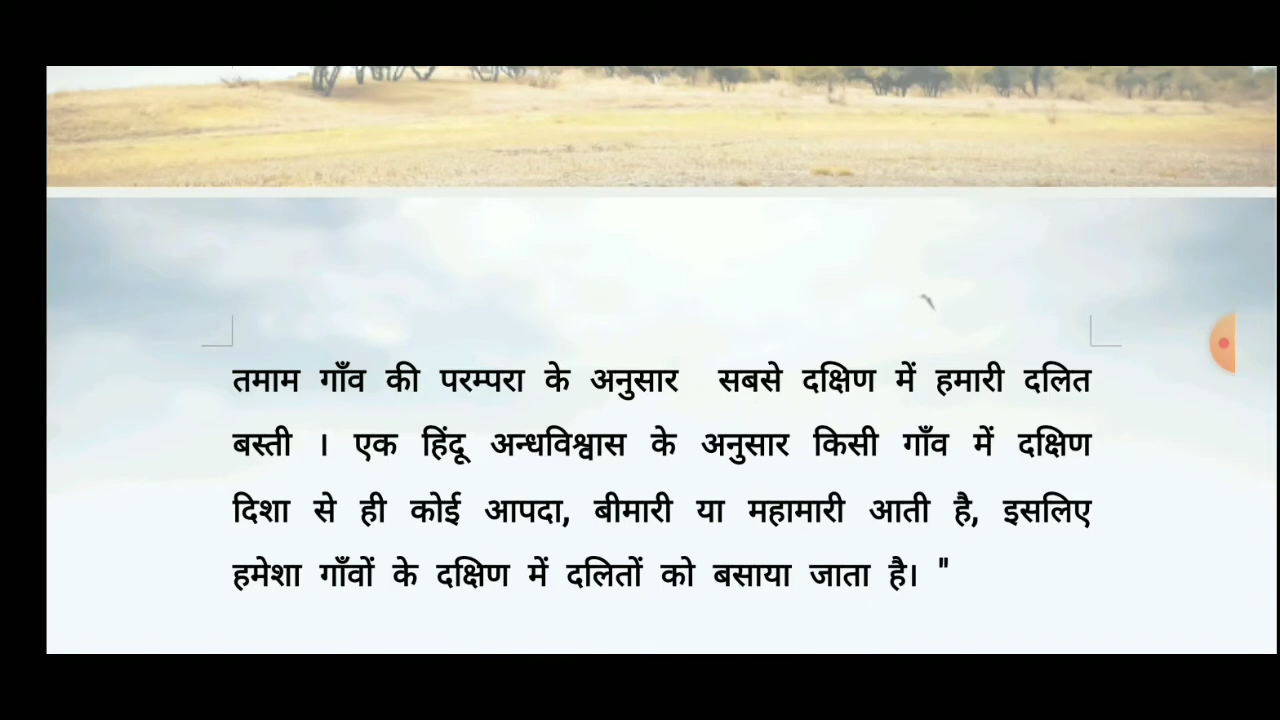 तमाम गाँव की परम्परा के अनुसार सबसे दक्षिण में हमारी दलित
बस्ती । एक हिंदू अन्धविश्वास के अनुसार किसी गाँव में दक्षिण
दिशा से ही कोई आपदा, बीमारी या महामारी आती है, इसलिए
हमेशा गाँवों के दक्षिण में दलितों को बसाया जाता है। "